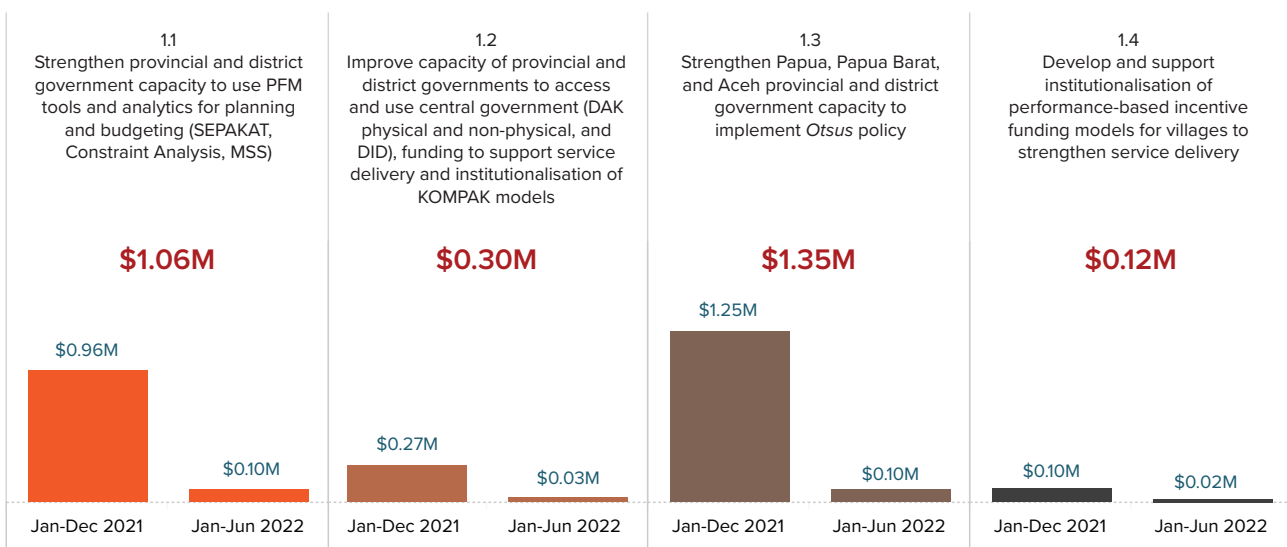 1.1
Strengthen provincial and district
government capacity to use PFM
tools and analytics for planning
and budgeting (SEPAKAT,
Constraint Analysis, MSS)
$1.06M
$0.96M
$0.10M
Jan-Dec 2021
Jan-Jun 2022
1.2
Improve capacity of provincial and
district governments to access
and use central government (DAK
physical and non-physical, and
DID), funding to support service
delivery and institutionalisation of
KOMPAK models
$0.30M
$0.27M
$0.03M
Jan-Dec 2021
Jan-Jun 2022
1.3
Strengthen Papua, Papua Barat,
and Aceh provincial and district
government capacity to
implement Otsus policy
$1.35M
$1.25M
$0.10M
Jan-Dec 2021
Jan-Jun 2022
1.4
Develop and support
institutionalisation of
performance-based incentive
funding models for villages to
strengthen service delivery
$0.12M
$0.10M
$0.02M
Jan-Dec 2021
Jan-Jun 2022